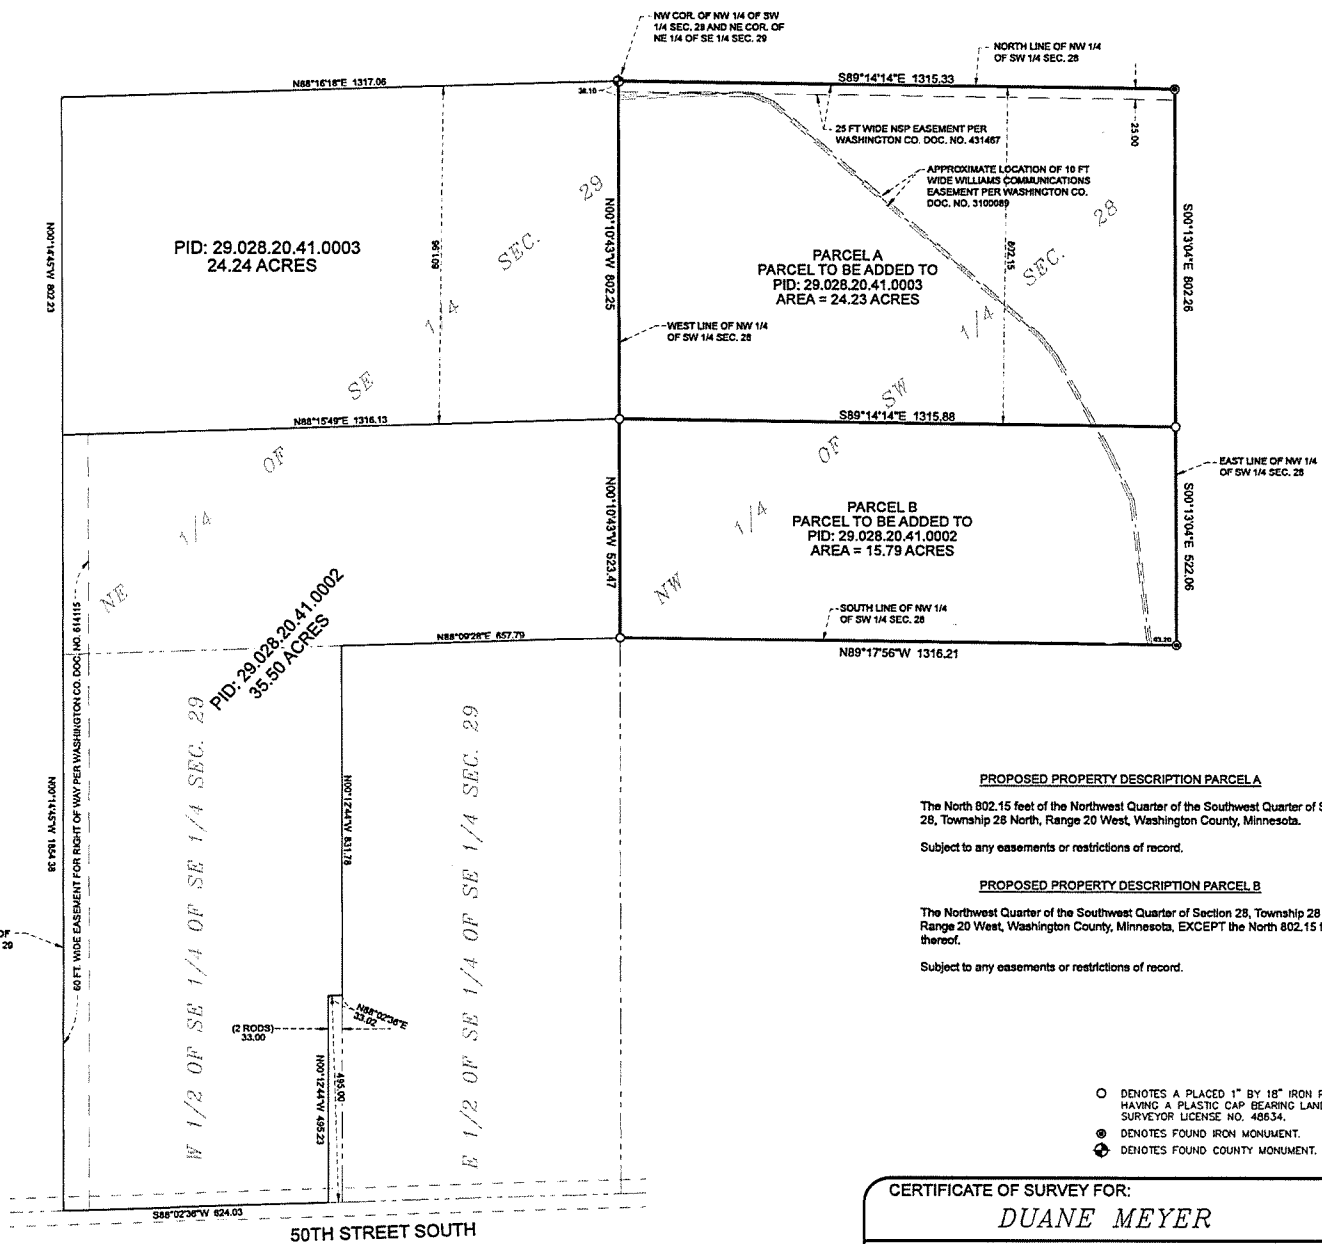 NW COR. OF NW 1/4 OF SW
1/4 SEC. 28 AND NE COR. OF
NE 1/4 OF SE 1/4 SEC. 29
NORTH LINE OF NW 1/4
OF SW 1/4 SEC. 28
N88°16'18"E 1317.06
S89°14'14"E 1315.33
38.10
25 FT WIDE NSP EASEMENT PER
WASHINGTON CO. DOC. NO. 431467
25.00
APPROXIMATE LOCATION OF 10 FT
WIDE WILLIAMS COMMUNICATIONS
EASEMENT PER WASHINGTON CO.
DOC. NO. 3100089
N00°14'45"W 802.23
PID: 29.028.20.41.0003
24.24 ACRES
N00°10'43"W 802.25
PARCEL A
PARCEL TO BE ADDED TO
PID: 29.028.20.41.0003
AREA = 24.23 ACRES
802.15
S00°13'04"E 802.26
NE 1/4 OF SE 1/4 SEC. 29
NW 1/4 OF SW 1/4 SEC. 28
WEST LINE OF NW 1/4
OF SW 1/4 SEC. 28
N88°15'49"E 1316.13
S89°14'14"E 1315.88
EAST LINE OF NW 1/4
OF SW 1/4 SEC. 28
N00°10'43"W 523.47
PARCEL B
PARCEL TO BE ADDED TO
PID: 29.028.20.41.0002
AREA = 15.79 ACRES
S00°13'04"E 522.06
SOUTH LINE OF NW 1/4
OF SW 1/4 SEC. 28
N88°09'28"E 657.79
N89°17'56"W 1316.21
63.20
PID: 29.028.20.41.0002
35.50 ACRES
60 FT. WIDE EASEMENT FOR RIGHT OF WAY PER WASHINGTON CO. DOC. NO. 614115
N00°14'45"W 1854.38
W 1/2 OF SE 1/4 OF SE 1/4 SEC. 29
N00°12'44"W 831.78
E 1/2 OF SE 1/4 OF SE 1/4 SEC. 29
OF
29
(2 RODS)
33.00
N88°02'36"E
33.02
N00°12'44"W 495.23
495.00
S88°02'36"W 624.03
50TH STREET SOUTH
PROPOSED PROPERTY DESCRIPTION PARCEL A
The North 802.15 feet of the Northwest Quarter of the Southwest Quarter of S
28, Township 28 North, Range 20 West, Washington County, Minnesota.
Subject to any easements or restrictions of record.
PROPOSED PROPERTY DESCRIPTION PARCEL B
The Northwest Quarter of the Southwest Quarter of Section 28, Township 28
Range 20 West, Washington County, Minnesota, EXCEPT the North 802.15 f
thereof.
Subject to any easements or restrictions of record.
DENOTES A PLACED 1" BY 18" IRON P
HAVING A PLASTIC CAP BEARING LAND
SURVEYOR LICENSE NO. 48634.
DENOTES FOUND IRON MONUMENT.
DENOTES FOUND COUNTY MONUMENT.
CERTIFICATE OF SURVEY FOR:
DUANE MEYER